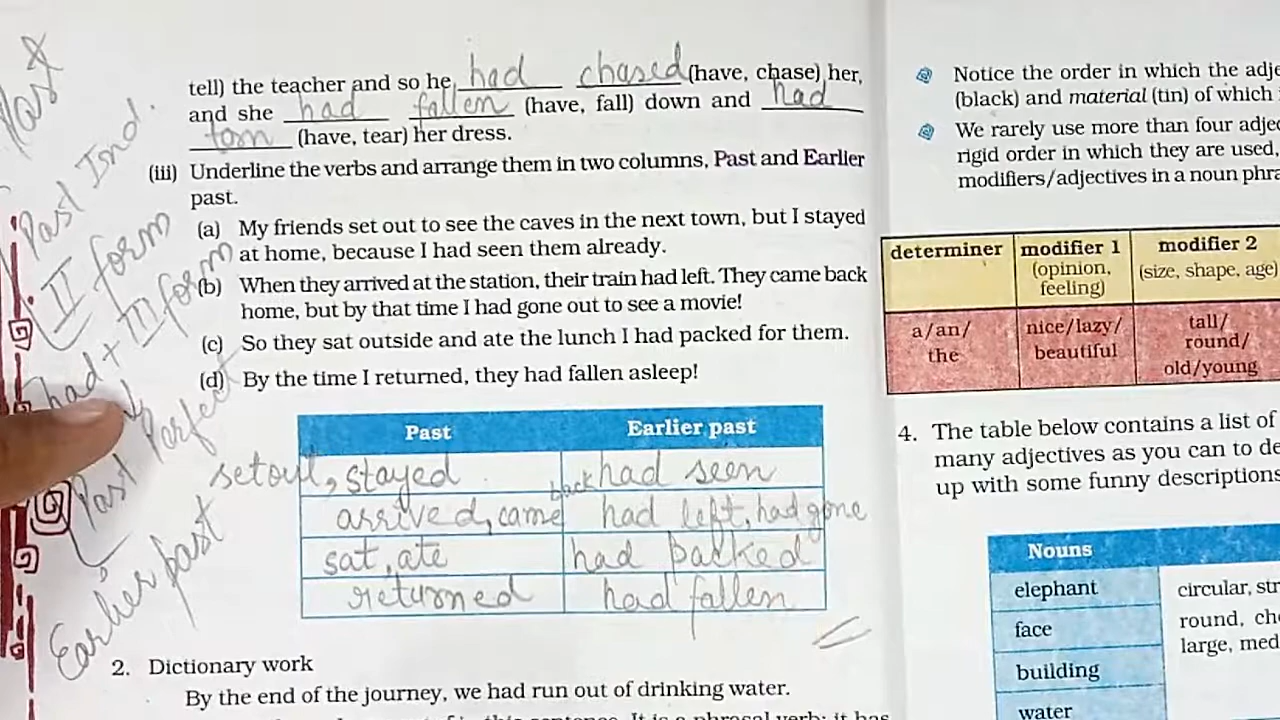 Past
Past Ind.
II form
had + III form
Past Perfect
Earlier past
tell) the teacher and so he had chased (have, chase) her,
and she had fallen (have, fall) down and had
torn (have, tear) her dress.
(iii) Underline the verbs and arrange them in two columns, Past and Earlier
past.
(a) My friends set out to see the caves in the next town, but I stayed
at home, because I had seen them already.
(b) When they arrived at the station, their train had left. They came back
home, but by that time I had gone out to see a movie!
(c) So they sat outside and ate the lunch I had packed for them.
(d) By the time I returned, they had fallen asleep!
Past Earlier past
set out, stayed had seen
arrived, came back had left, had gone
sat, ate had packed
returned had fallen
2. Dictionary work
By the end of the journey, we had run out of drinking water.
in this sentence. It is a phrasal verb: it has
Notice the order in which the adje
(black) and material (tin) of which
We rarely use more than four adjec
rigid order in which they are used,
modifiers/adjectives in a noun phra
determiner modifier 1 modifier 2
(opinion, (size, shape, age)
feeling)
a/an/ nice/lazy/ tall/
the beautiful round/
old/young
4. The table below contains a list of
many adjectives as you can to de
up with some funny descriptions
Nouns
elephant circular, str
face round, ch
large, med
building
water